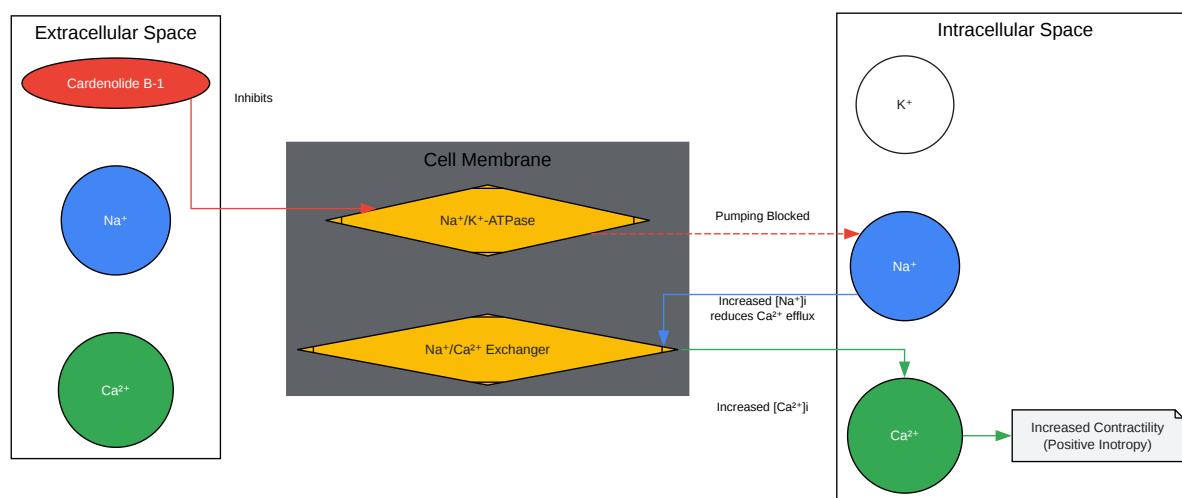 Extracellular Space
Cardenolide B-1
Na⁺
Ca²⁺
Inhibits
Cell Membrane
Na⁺/K⁺-ATPase
Na⁺/Ca²⁺ Exchanger
Pumping Blocked
Increased [Na⁺]i
reduces Ca²⁺ efflux
Increased [Ca²⁺]i
Intracellular Space
K⁺
Na⁺
Ca²⁺
Increased Contractility
(Positive Inotropy)